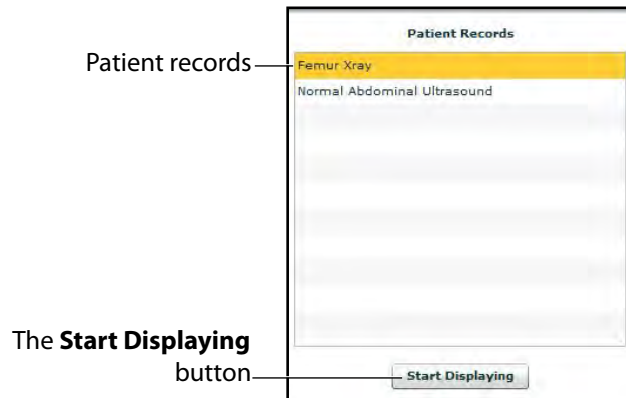 Patient Records
Patient records
Femur Xray
Normal Abdominal Ultrasound
The Start Displaying
button
Start Displaying